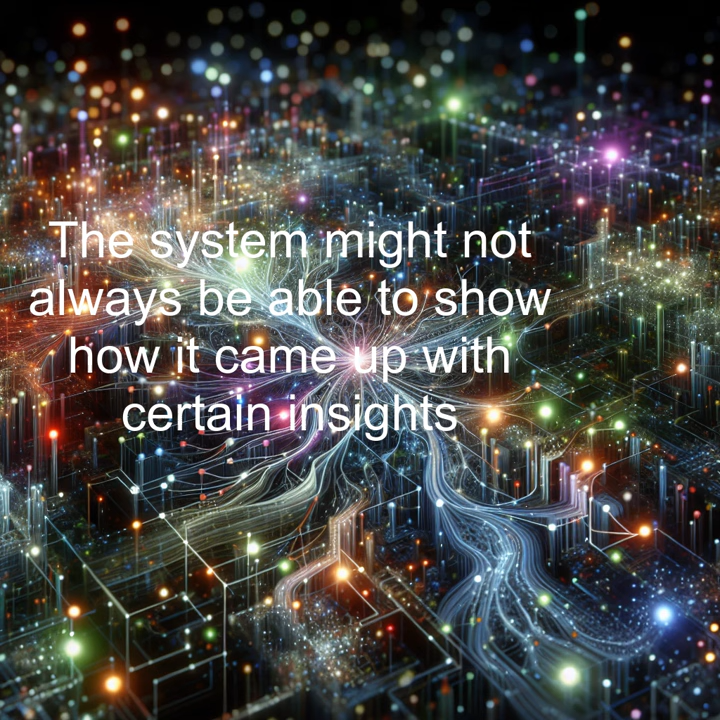 The system might not
always be able to show
how it came up with
certain insights